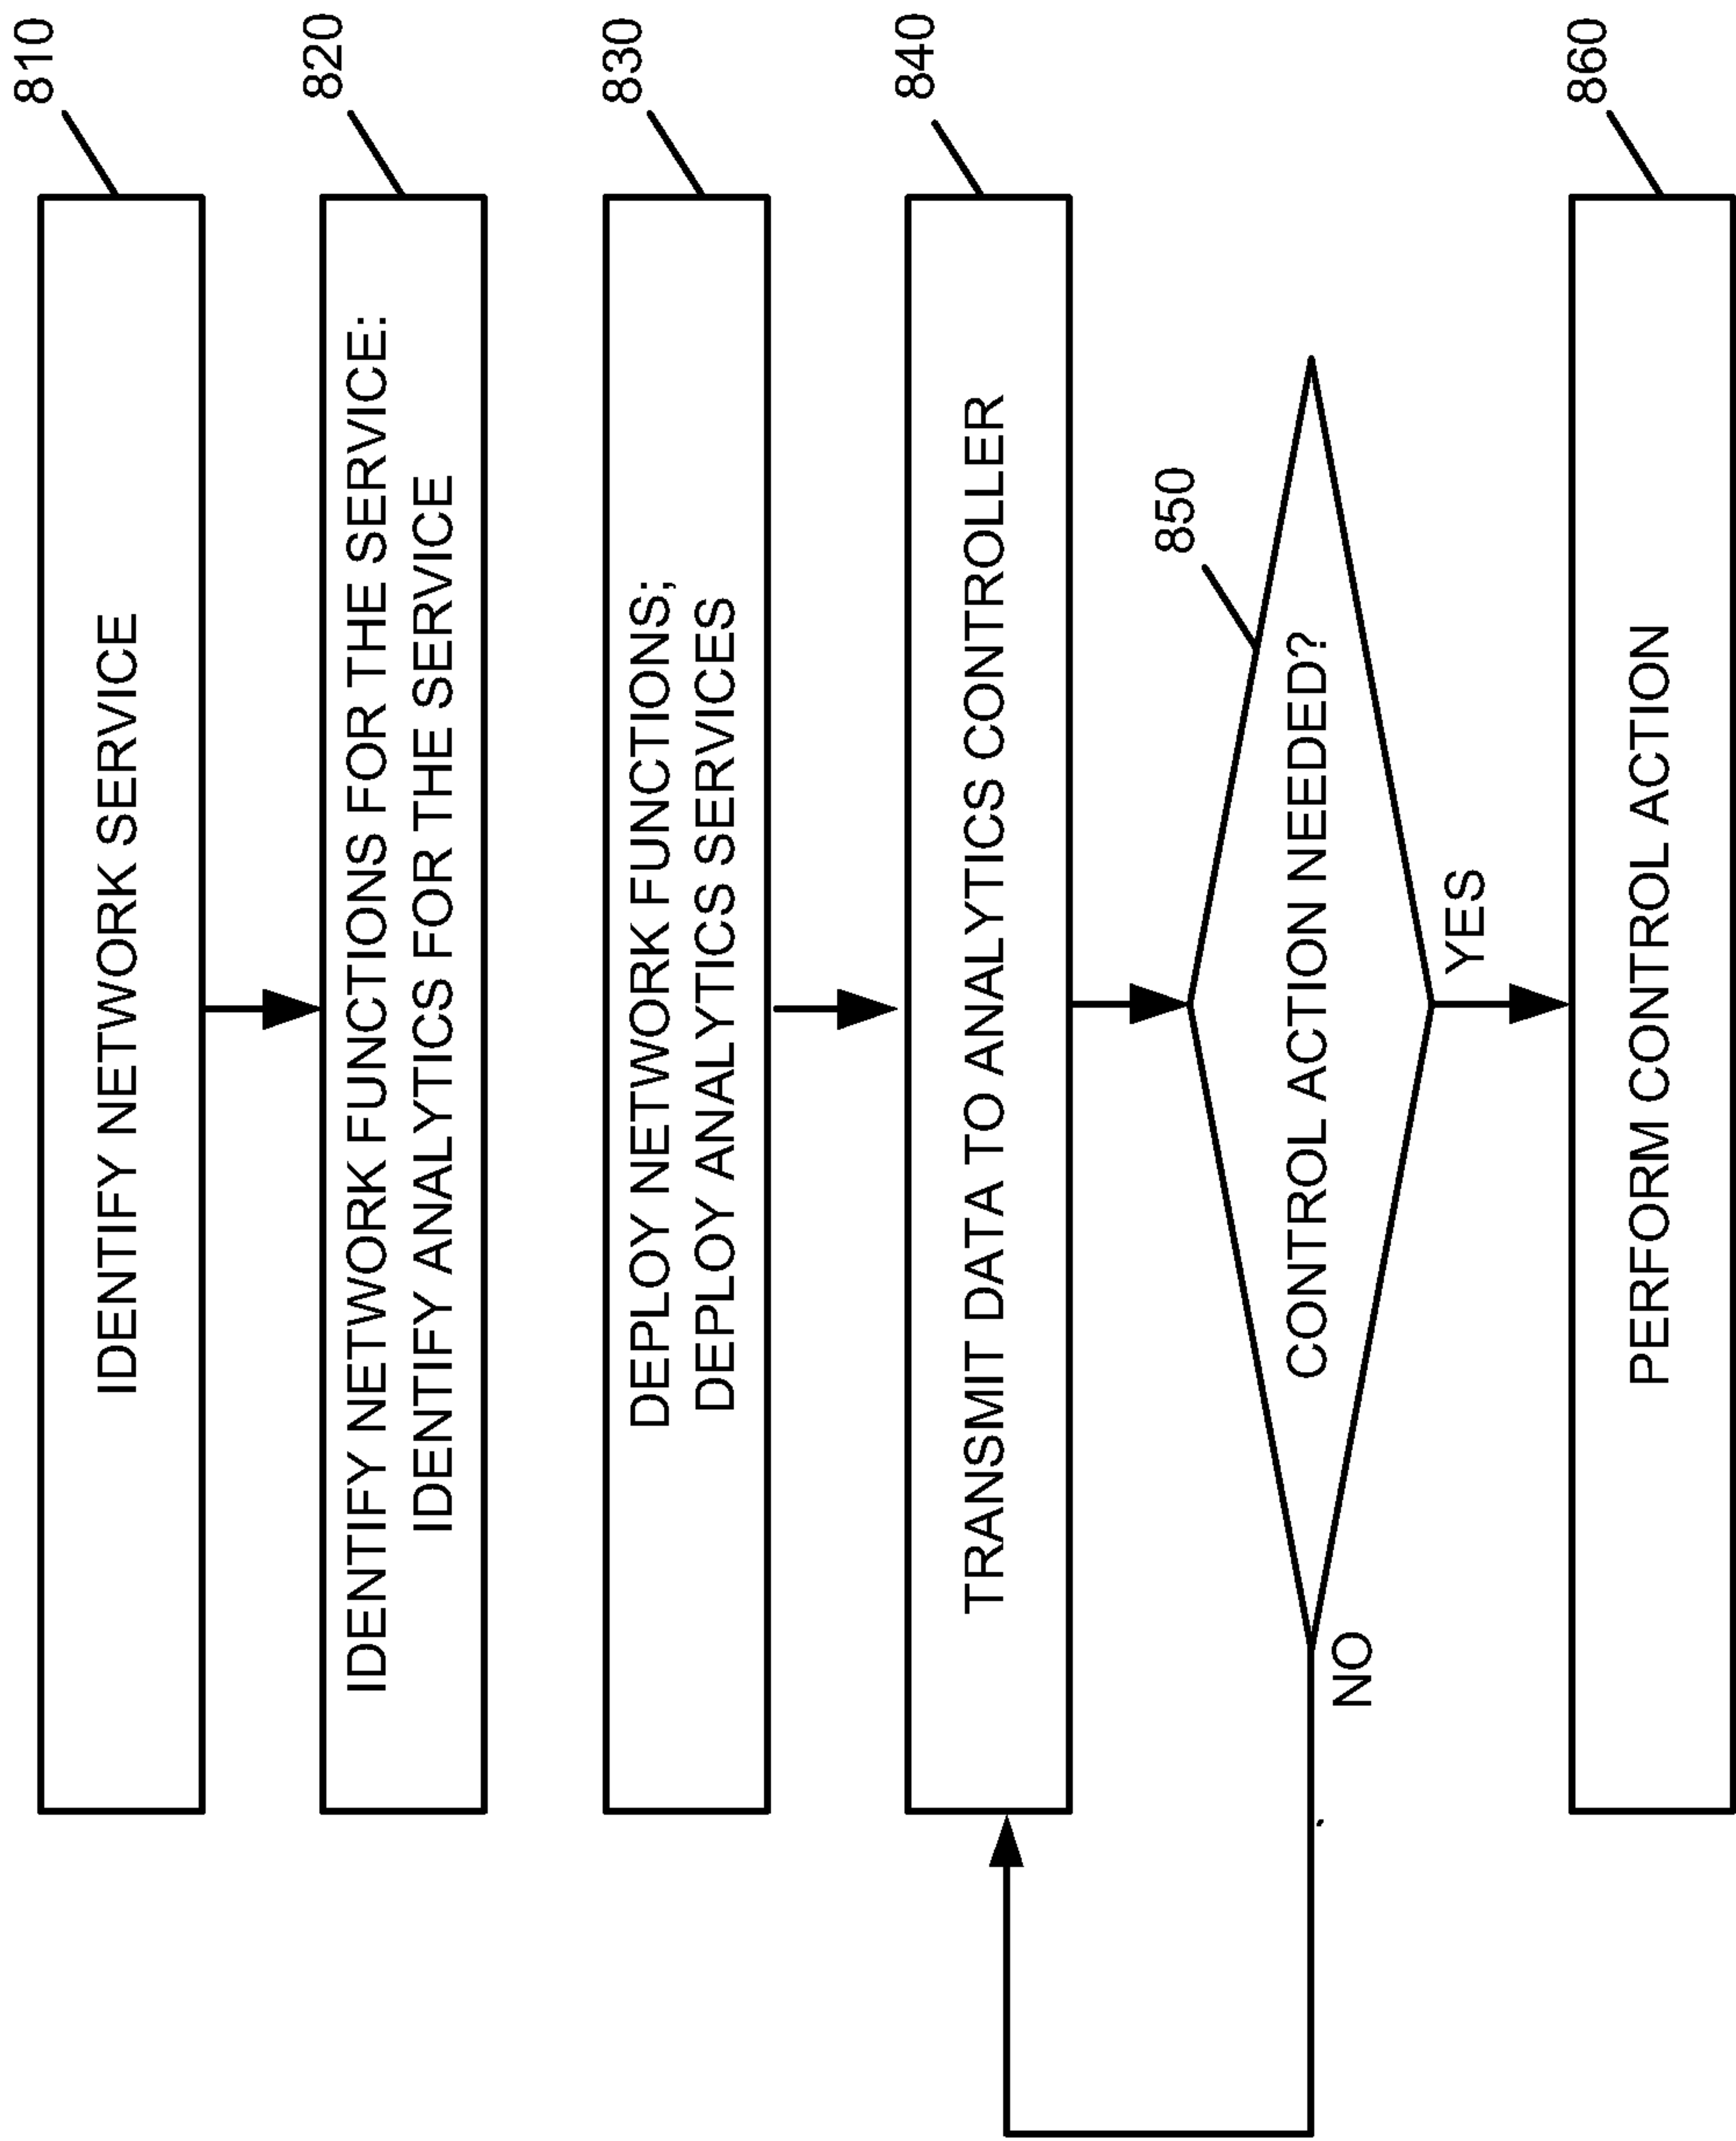 810
IDENTIFY NETWORK SERVICE
820
IDENTIFY NETWORK FUNCTIONS FOR THE SERVICE:
IDENTIFY ANALYTICS FOR THE SERVICE
830
DEPLOY NETWORK FUNCTIONS;
DEPLOY ANALYTICS SERVICES
840
TRANSMIT DATA TO ANALYTICS CONTROLLER
850
CONTROL ACTION NEEDED?
NO
YES
860
PERFORM CONTROL ACTION